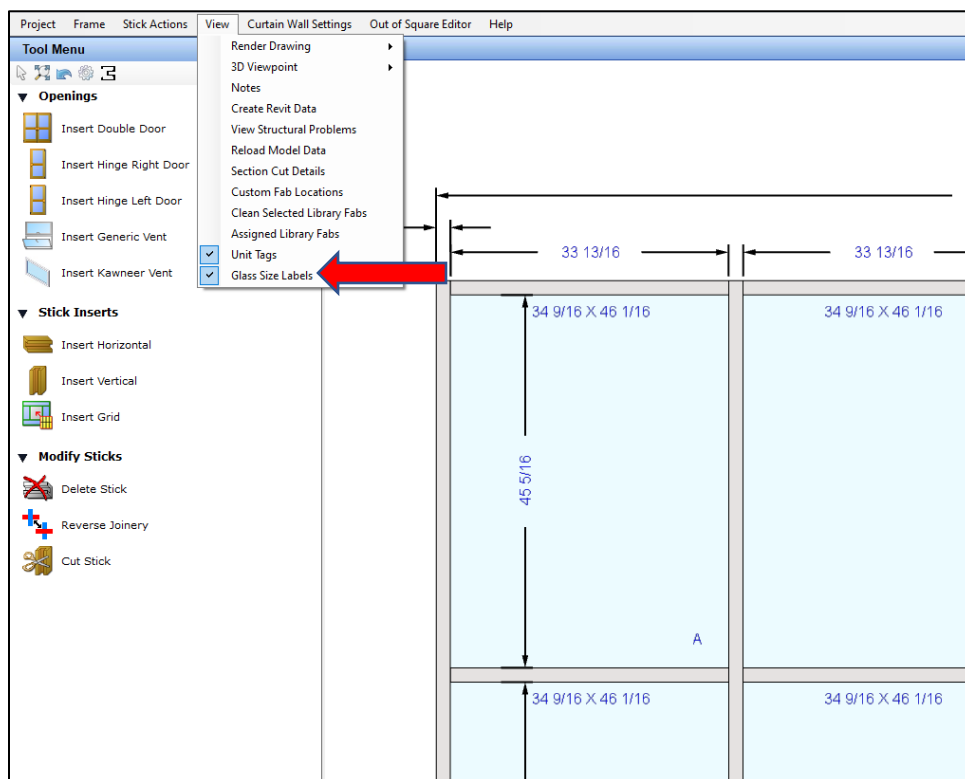 Project Frame Stick Actions View Curtain Wall Settings Out of Square Editor Help
Tool Menu
Openings
Insert Double Door
Insert Hinge Right Door
Insert Hinge Left Door
Insert Generic Vent
Insert Kawneer Vent
Stick Inserts
Insert Horizontal
Insert Vertical
Insert Grid
Modify Sticks
Delete Stick
Reverse Joinery
Cut Stick
Render Drawing
3D Viewpoint
Notes
Create Revit Data
View Structural Problems
Reload Model Data
Section Cut Details
Custom Fab Locations
Clean Selected Library Fabs
Assigned Library Fabs
Unit Tags
Glass Size Labels
33 13/16 33 13/16
34 9/16 X 46 1/16 34 9/16 X 46 1/16
45 5/16
A
34 9/16 X 46 1/16 34 9/16 X 46 1/16